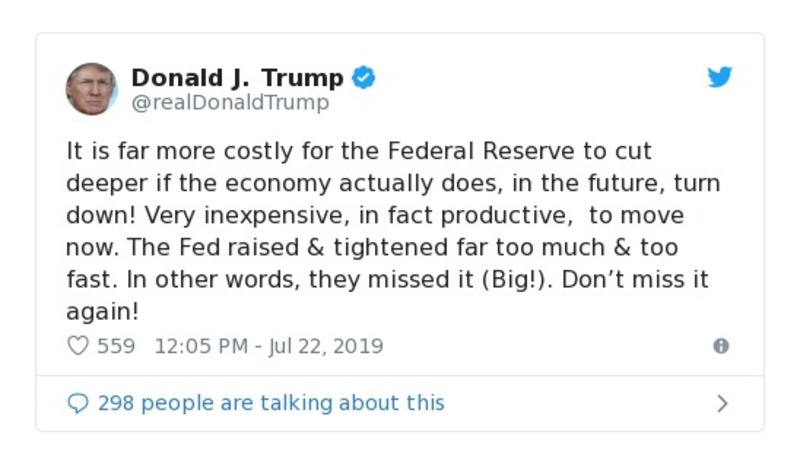 Donald J. Trump
@realDonaldTrump
It is far more costly for the Federal Reserve to cut
deeper if the economy actually does, in the future, turn
down! Very inexpensive, in fact productive,  to move
now. The Fed raised & tightened far too much & too
fast. In other words, they missed it (Big!). Don’t miss it
again!
559 12:05 PM - Jul 22, 2019
298 people are talking about this